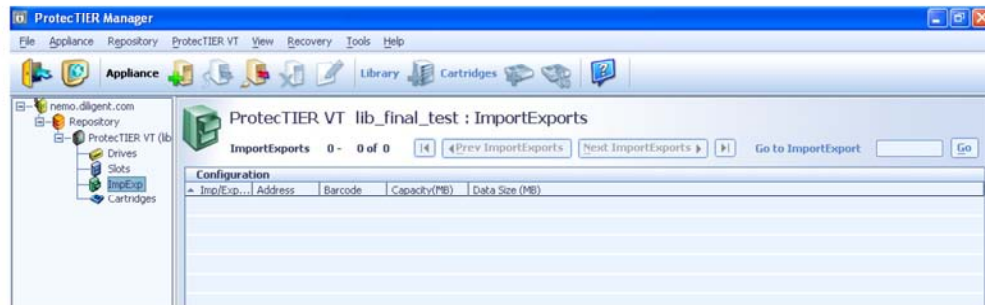 ProtecTIER Manager
File Appliance Repository ProtecTIER VT View Recovery Tools Help
Appliance Library Cartridges
nemo.diligent.com
Repository
ProtecTIER VT (lib
Drives
Slots
ImpExp
Cartridges
ProtecTIER VT lib_final_test : ImportExports
ImportExports 0 - 0 of 0 Prev ImportExports Next ImportExports Go to ImportExport Go
Configuration
Imp/Exp... Address Barcode Capacity(MB) Data Size (MB)